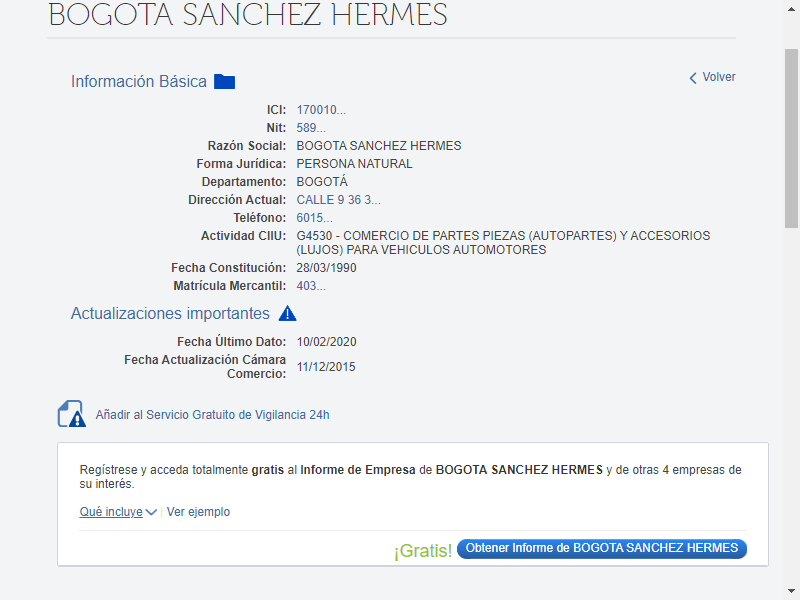 BOGOTA SANCHEZ HERMES
Información Básica
Volver
ICI: 170010...
Nit: 589...
Razón Social: BOGOTA SANCHEZ HERMES
Forma Jurídica: PERSONA NATURAL
Departamento: BOGOTÁ
Dirección Actual: CALLE 9 36 3...
Teléfono: 6015...
Actividad CIIU: G4530 - COMERCIO DE PARTES PIEZAS (AUTOPARTES) Y ACCESORIOS
(LUJOS) PARA VEHICULOS AUTOMOTORES
Fecha Constitución: 28/03/1990
Matrícula Mercantil: 403...
Actualizaciones importantes
Fecha Último Dato: 10/02/2020
Fecha Actualización Cámara
Comercio: 11/12/2015
Añadir al Servicio Gratuito de Vigilancia 24h
Regístrese y acceda totalmente gratis al Informe de Empresa de BOGOTA SANCHEZ HERMES y de otras 4 empresas de
su interés.
Qué incluye | Ver ejemplo
¡Gratis! Obtener Informe de BOGOTA SANCHEZ HERMES